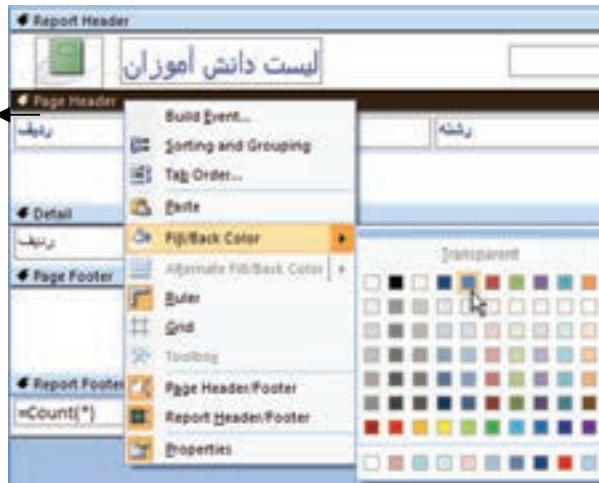 Report Header
لیست دانش آموزان
Page Header
ردیف
رشته
Build Event...
Sorting and Grouping
Tab Order...
Detail
Paste
ردیف
Fill/Back Color
Transparent
Page Footer
Alternate Fill/Back Color
Ruler
Grid
Toolbox
Report Footer
Page Header/Footer
=Count(*)
Report Header/Footer
Properties